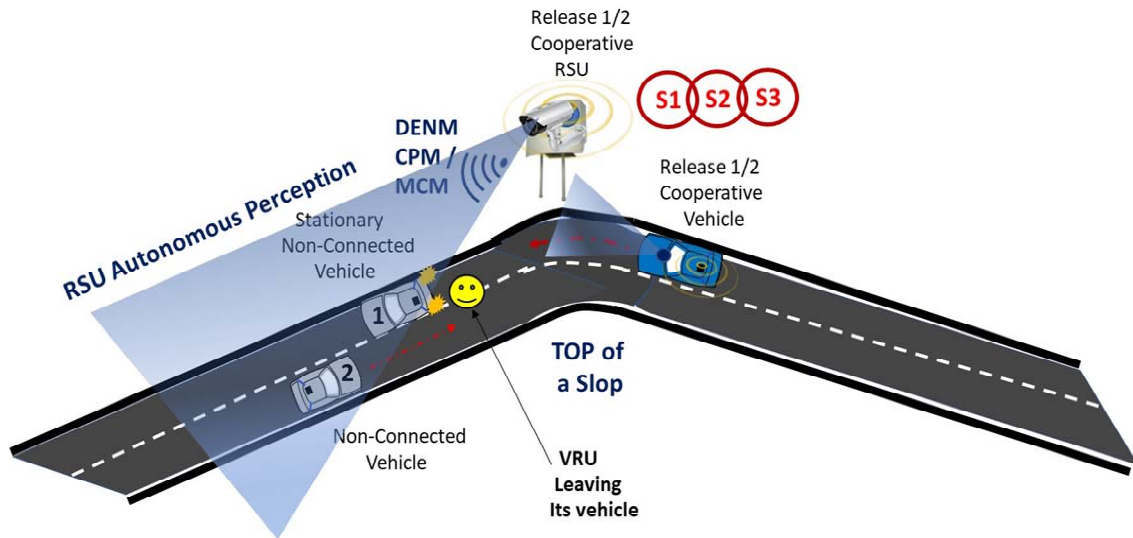 Release 1/2
Cooperative
RSU
S1 S2 S3
DENM
CPM /
MCM
Release 1/2
Cooperative
Vehicle
RSU Autonomous Perception
Stationary
Non-Connected
Vehicle
1
2
TOP of
a Slop
Non-Connected
Vehicle
VRU
Leaving
Its vehicle